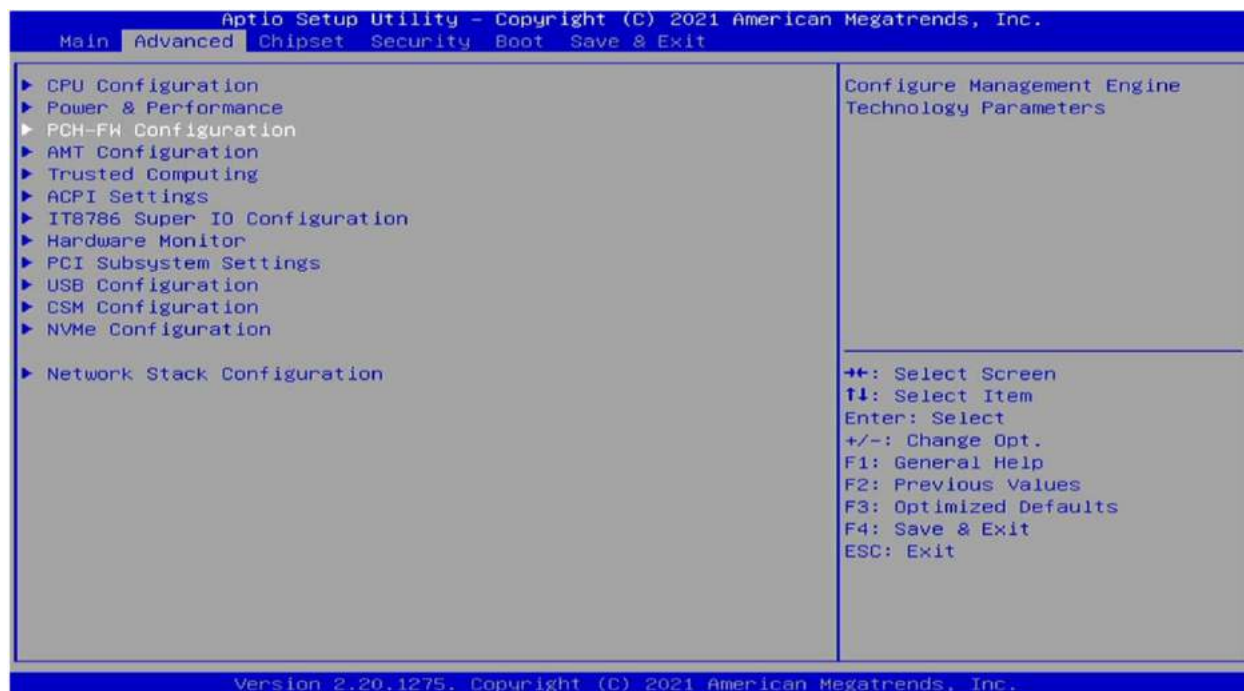 Aptio Setup Utility – Copyright (C) 2021 American Megatrends, Inc.
Main Advanced Chipset Security Boot Save & Exit
▶ CPU Configuration
▶ Power & Performance
▶ PCH-FW Configuration
▶ AMT Configuration
▶ Trusted Computing
▶ ACPI Settings
▶ IT8786 Super IO Configuration
▶ Hardware Monitor
▶ PCI Subsystem Settings
▶ USB Configuration
▶ CSM Configuration
▶ NVMe Configuration
▶ Network Stack Configuration
Configure Management Engine
Technology Parameters
→←: Select Screen
↑↓: Select Item
Enter: Select
+/-: Change Opt.
F1: General Help
F2: Previous Values
F3: Optimized Defaults
F4: Save & Exit
ESC: Exit
Version 2.20.1275. Copyright (C) 2021 American Megatrends, Inc.